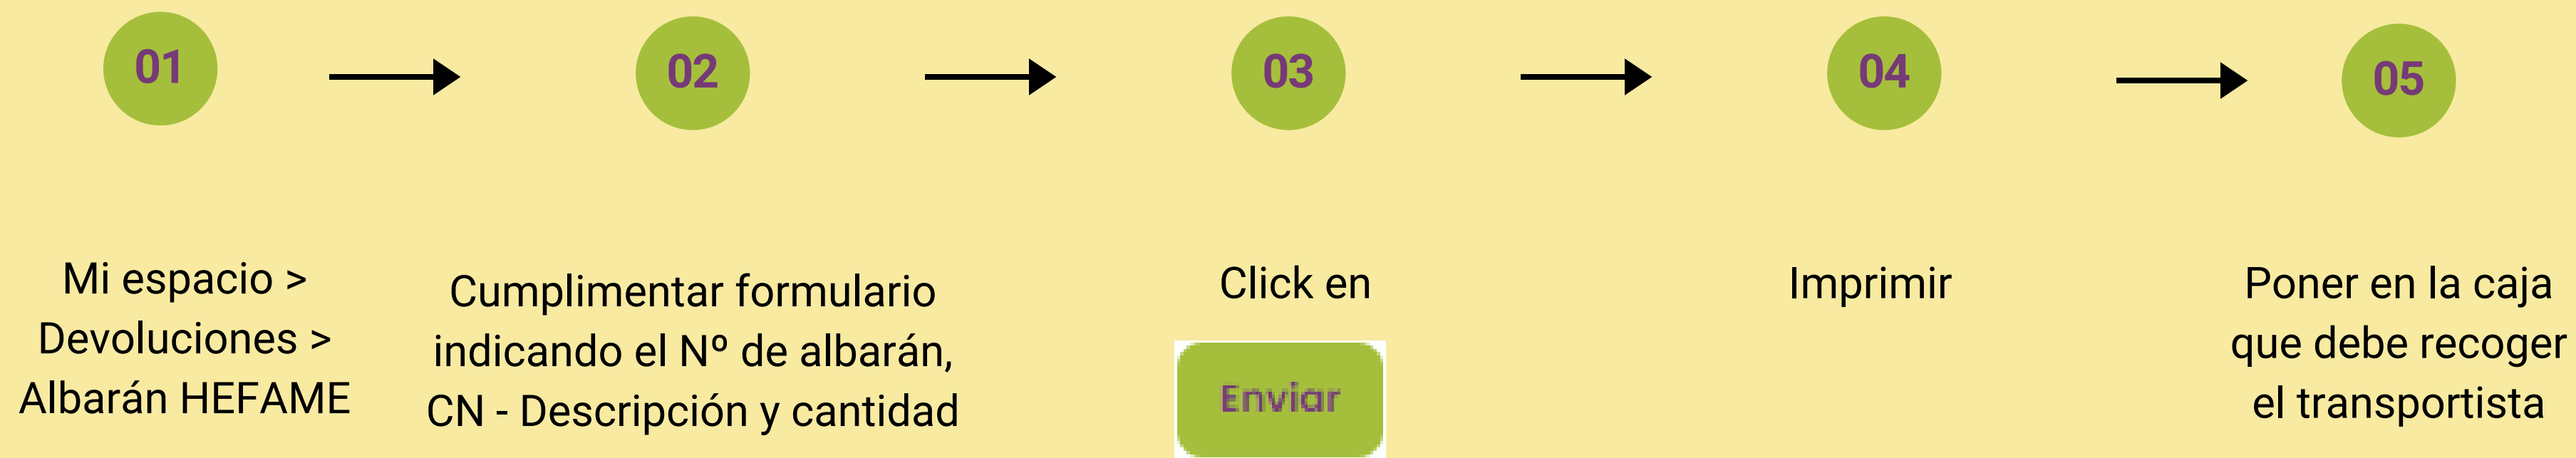 01
02
03
04
05
Mi espacio >
Devoluciones >
Albarán HEFAME
Cumplimentar formulario
indicando el Nº de albarán,
CN - Descripción y cantidad
Click en
Enviar
Imprimir
Poner en la caja
que debe recoger
el transportista